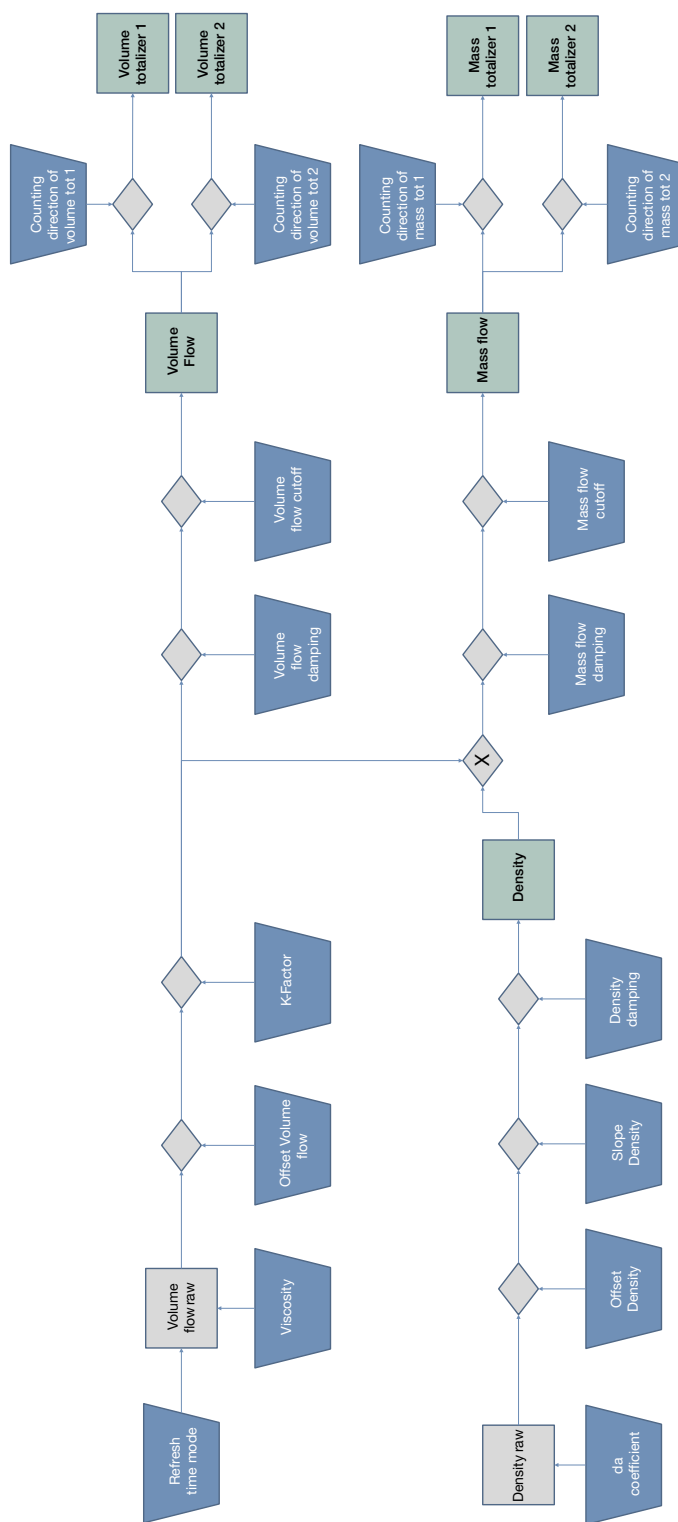 Counting
direction of
volume tot 1
Volume
totalizer 1
Refresh
time mode
Volume
flow raw
Volume
Flow
Volume
totalizer 2
Viscosity
Offset Volume
flow
K-Factor
Volume
flow
damping
Volume
flow cutoff
Counting
direction of
volume tot 2
Counting
direction of
mass tot 1
Mass
totalizer 1
X
Mass flow
Density raw
Density
Mass
totalizer 2
da
coefficient
Offset
Density
Slope
Density
Density
damping
Mass flow
damping
Mass flow
cutoff
Counting
direction of
mass tot 2